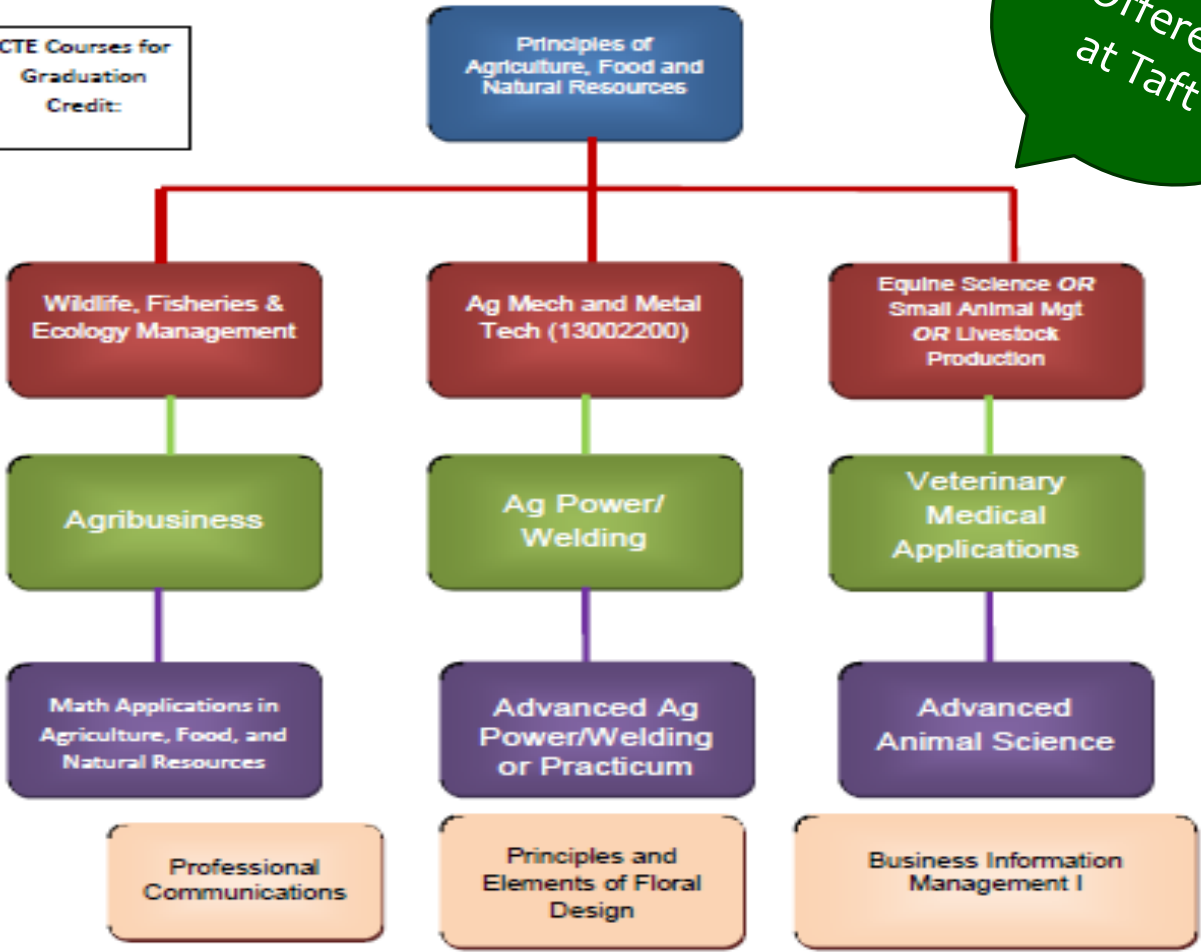 CTE Courses for
Graduation
Credit:
Principles of
Agriculture, Food and
Natural Resources
at Taft
Wildlife, Fisheries &
Ecology Management
Ag Mech and Metal
Tech (13002200)
Equine Science OR
Small Animal Mgt
OR Livestock
Production
Agribusiness
Ag Power/
Welding
Veterinary
Medical
Applications
Math Applications in
Agriculture, Food, and
Natural Resources
Advanced Ag
Power/Welding
or Practicum
Advanced
Animal Science
Professional
Communications
Principles and
Elements of Floral
Design
Business Information
Management I